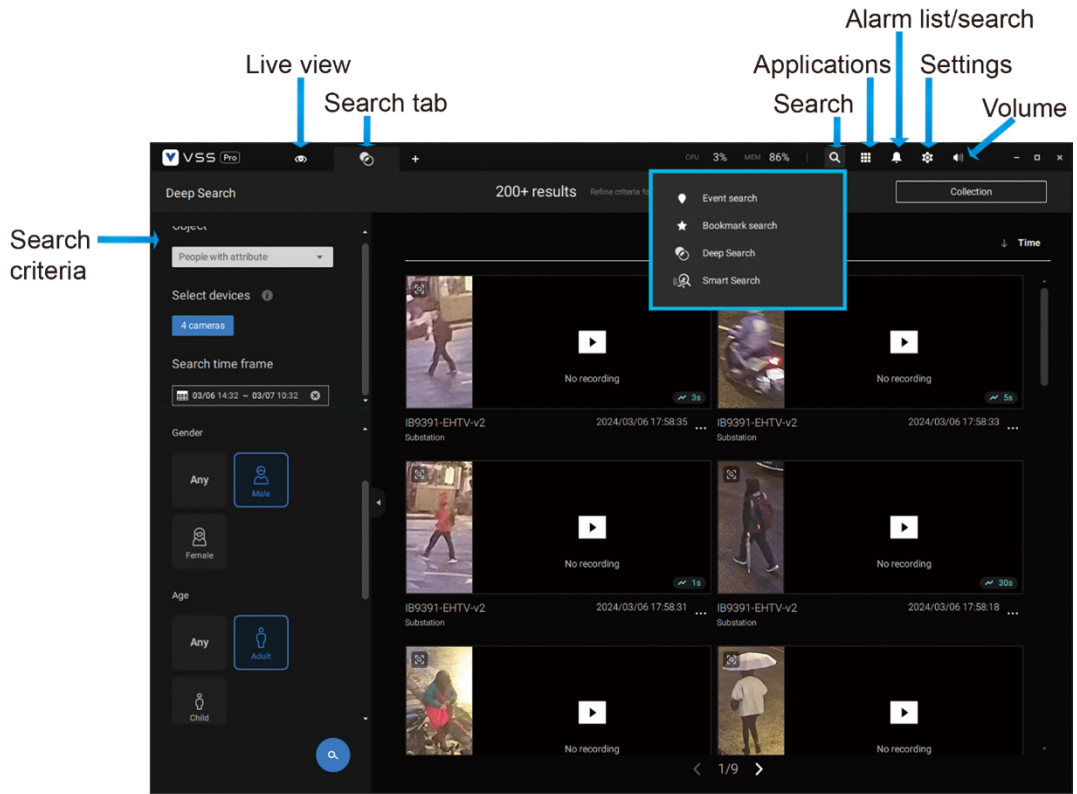 Alarm list/search
Live view
Applications
Settings
Search tab
Search
Volume
VSS Pro
+
CPU 3% MEM 86%
Deep Search
200+ results
Refine criteria fo
Collection
Event search
Bookmark search
Deep Search
Smart Search
Search
criteria
Object
People with attribute
Select devices
4 cameras
Search time frame
03/06 14:32 ~ 03/07 10:32
Gender
Any
Male
Female
Age
Any
Adult
Child
↓ Time
No recording
3s
IB9391-EHTV-v2 2024/03/06 17:58:35 ...
Substation
No recording
5s
IB9391-EHTV-v2 2024/03/06 17:58:33 ...
Substation
No recording
1s
IB9391-EHTV-v2 2024/03/06 17:58:31 ...
Substation
No recording
30s
IB9391-EHTV-v2 2024/03/06 17:58:18 ...
Substation
No recording
No recording
1/9